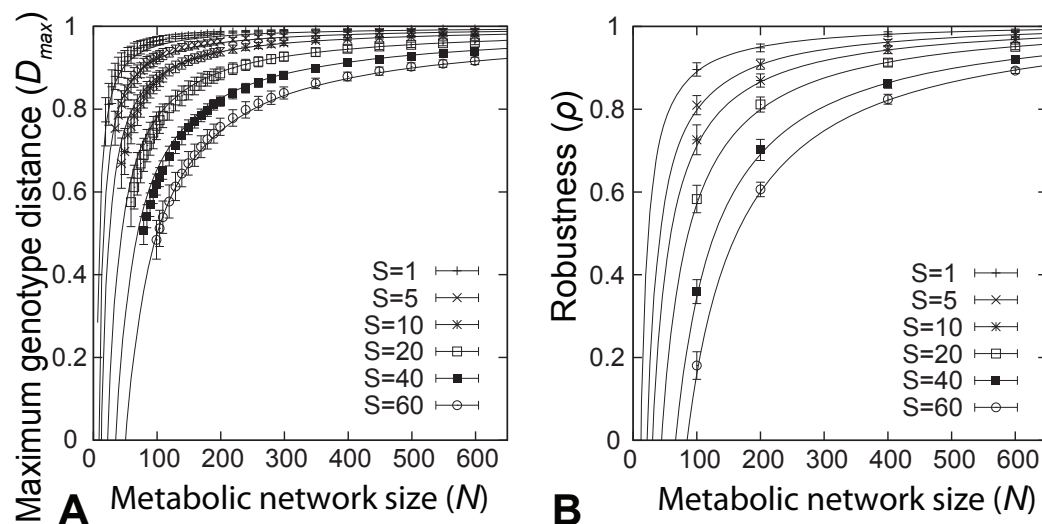 Maximum genotype distance (D_max)
1
0.8
0.6
0.4
0.2
0
0 100 200 300 400 500 600
S=1
S=5
S=10
S=20
S=40
S=60
A
Metabolic network size (N)
Robustness (ρ)
1
0.8
0.6
0.4
0.2
0
0 100 200 300 400 500 600
S=1
S=5
S=10
S=20
S=40
S=60
B
Metabolic network size (N)